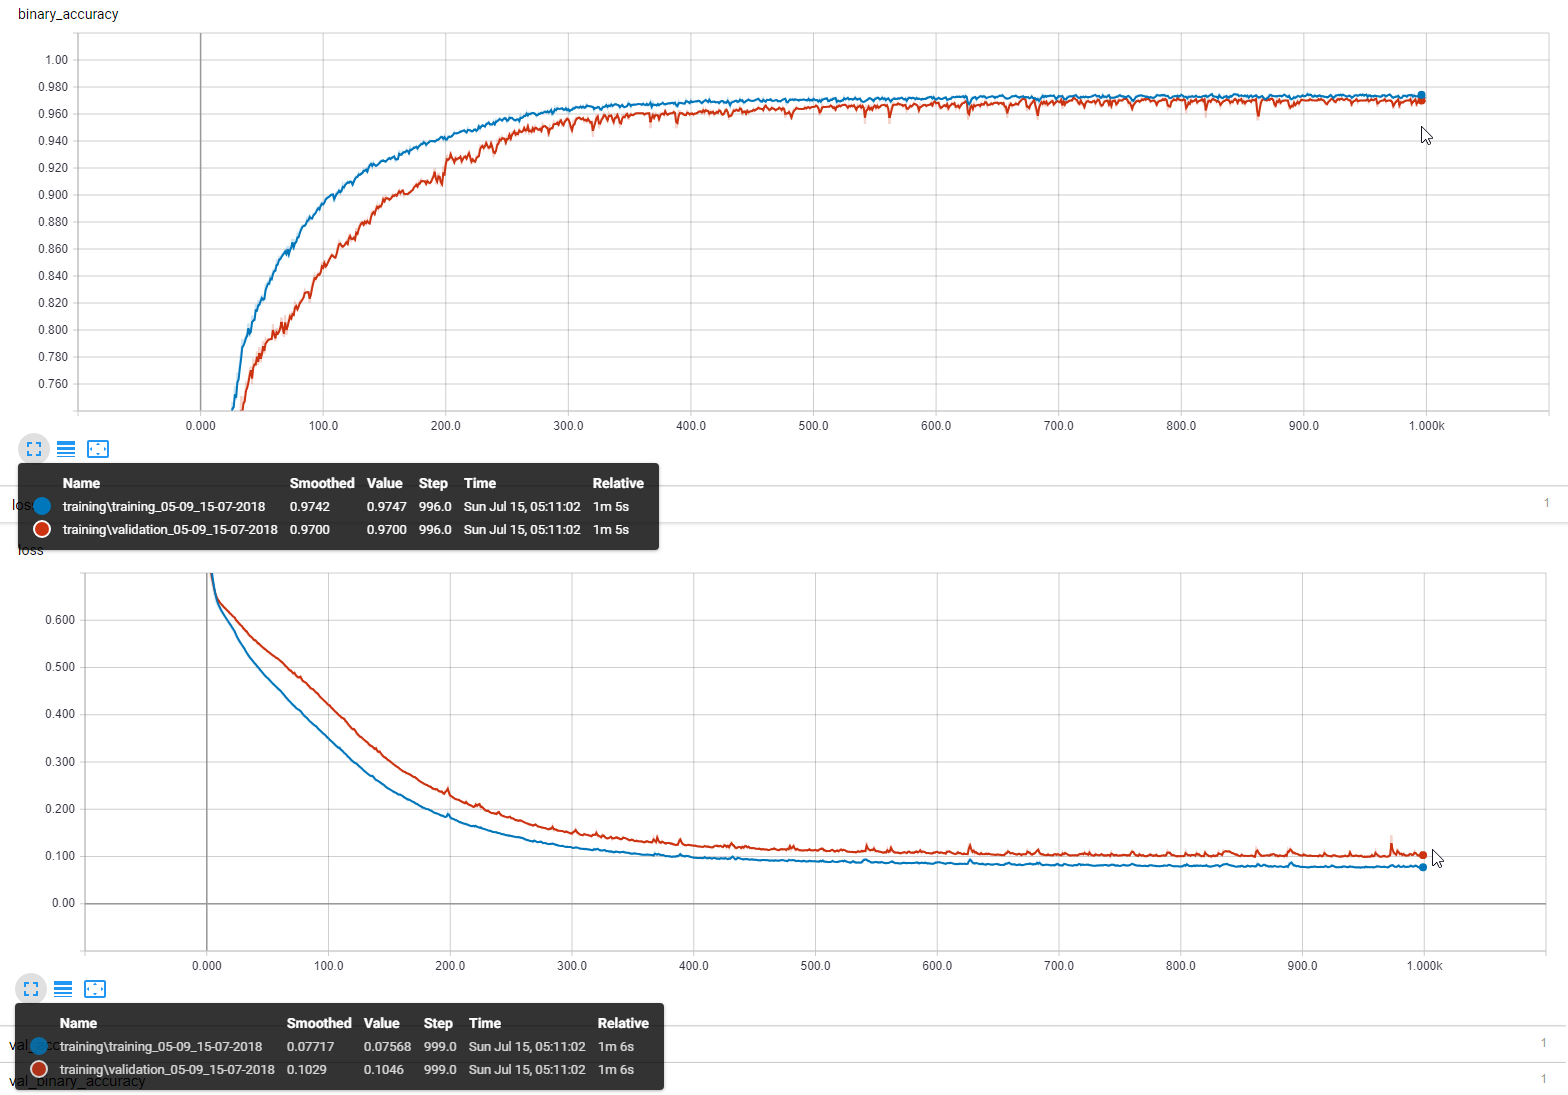 binary_accuracy
1.00
0.980
0.960
0.940
0.920
0.900
0.880
0.860
0.840
0.820
0.800
0.780
0.760
0.000 100.0 200.0 300.0 400.0 500.0 600.0 700.0 800.0 900.0 1.000k
Name Smoothed Value Step Time Relative
training\training_05-09_15-07-2018 0.9742 0.9747 996.0 Sun Jul 15, 05:11:02 1m 5s
training\validation_05-09_15-07-2018 0.9700 0.9700 996.0 Sun Jul 15, 05:11:02 1m 5s
loss 1
loss
0.600
0.500
0.400
0.300
0.200
0.100
0.00
0.000 100.0 200.0 300.0 400.0 500.0 600.0 700.0 800.0 900.0 1.000k
Name Smoothed Value Step Time Relative
training\training_05-09_15-07-2018 0.07717 0.07568 999.0 Sun Jul 15, 05:11:02 1m 6s
training\validation_05-09_15-07-2018 0.1029 0.1046 999.0 Sun Jul 15, 05:11:02 1m 6s
1
val_binary_accuracy 1